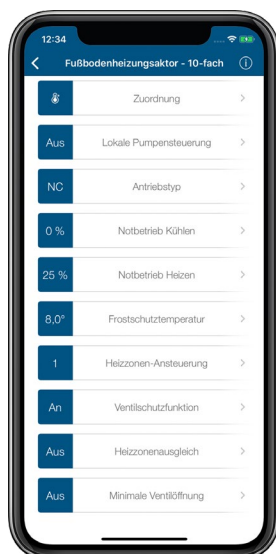 12:34
Fußbodenheizungsaktor - 10-fach
Zuordnung
Aus Lokale Pumpensteuerung
NC Antriebstyp
0 % Notbetrieb Kühlen
25 % Notbetrieb Heizen
8,0° Frostschutztemperatur
1 Heizzonen-Ansteuerung
An Ventilschutzfunktion
Aus Heizzonenausgleich
Aus Minimale Ventilöffnung